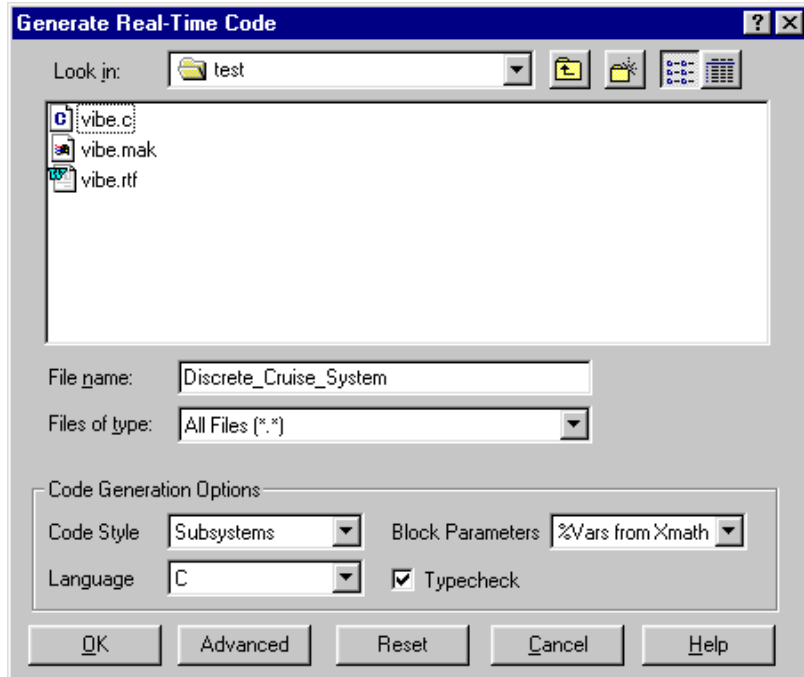 Generate Real-Time Code
Look in: test
vibe.c
vibe.mak
vibe.rtf
File name: Discrete_Cruise_System
Files of type: All Files (*.*)
Code Generation Options
Code Style Subsystems Block Parameters %Vars from Xmath
Language C Typecheck
OK Advanced Reset Cancel Help